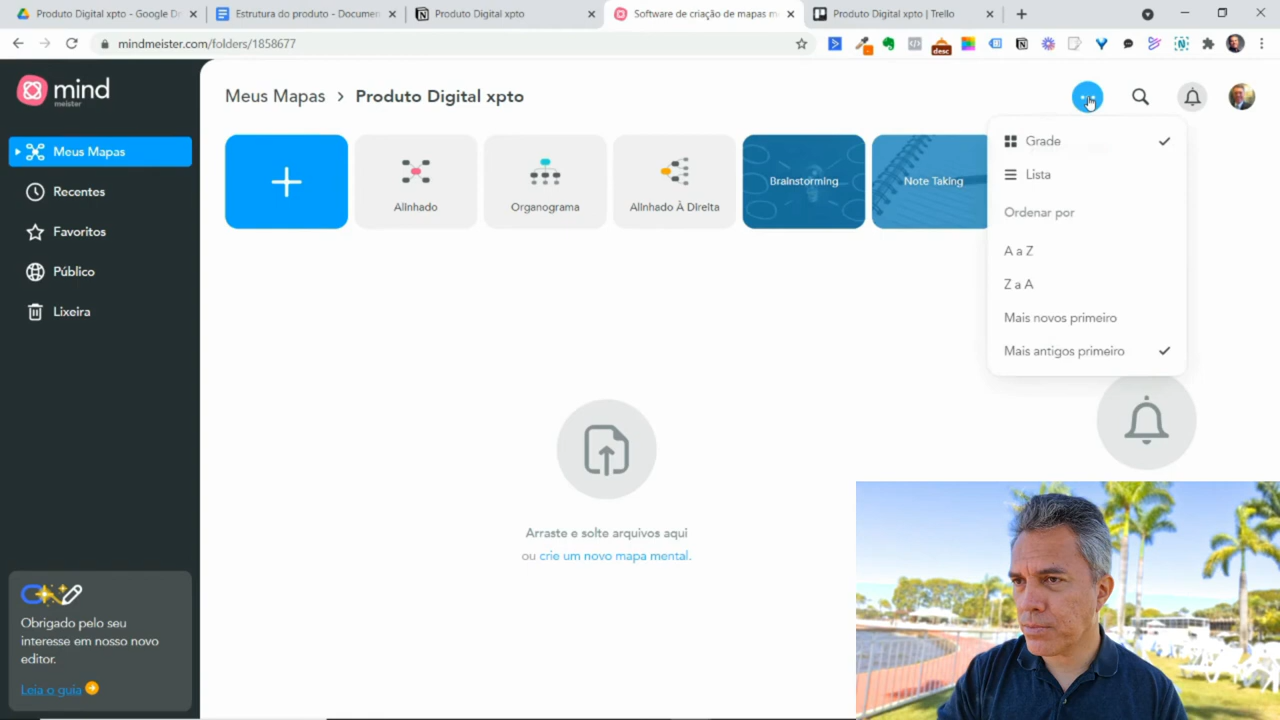 Produto Digital xpto - Google Dr
Estrutura do produto - Documen
Produto Digital xpto
Software de criação de mapas m
Produto Digital xpto | Trello
mindmeister.com/folders/1858677
desc
mind
meister
Meus Mapas > Produto Digital xpto
Meus Mapas
Recentes
Favoritos
Público
Lixeira
Alinhado
Organograma
Alinhado À Direita
Brainstorming
Note Taking
Grade
Lista
Ordenar por
A a Z
Z a A
Mais novos primeiro
Mais antigos primeiro
Arraste e solte arquivos aqui
ou crie um novo mapa mental.
Obrigado pelo seu
interesse em nosso novo
editor.
Leia o guia